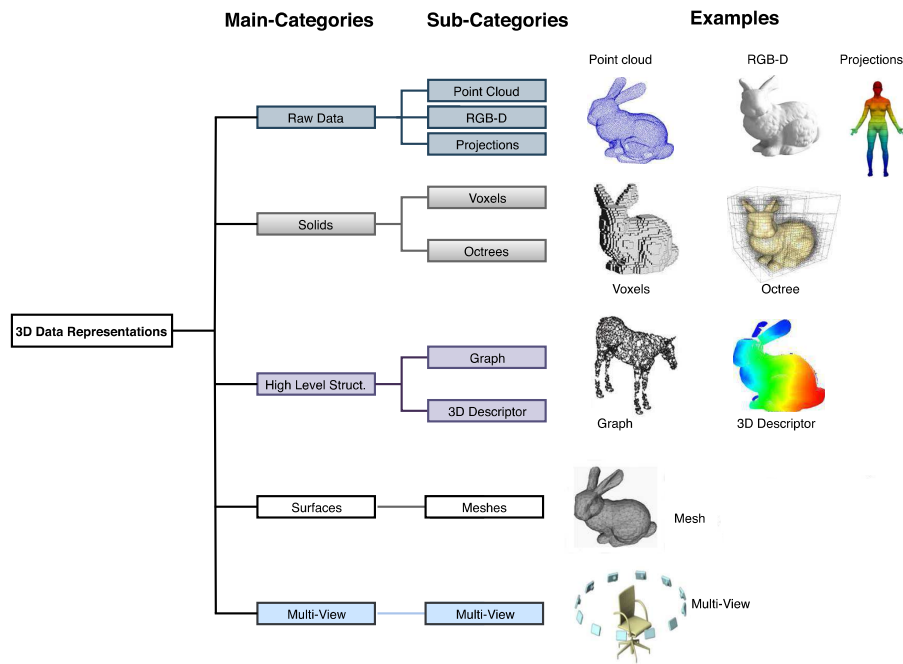 Main-Categories
Sub-Categories
Examples
Point cloud
RGB-D
Projections
Raw Data
Point Cloud
RGB-D
Projections
Solids
Voxels
Octrees
Voxels
Octree
3D Data Representations
High Level Struct.
Graph
3D Descriptor
Graph
3D Descriptor
Surfaces
Meshes
Mesh
Multi-View
Multi-View
Multi-View